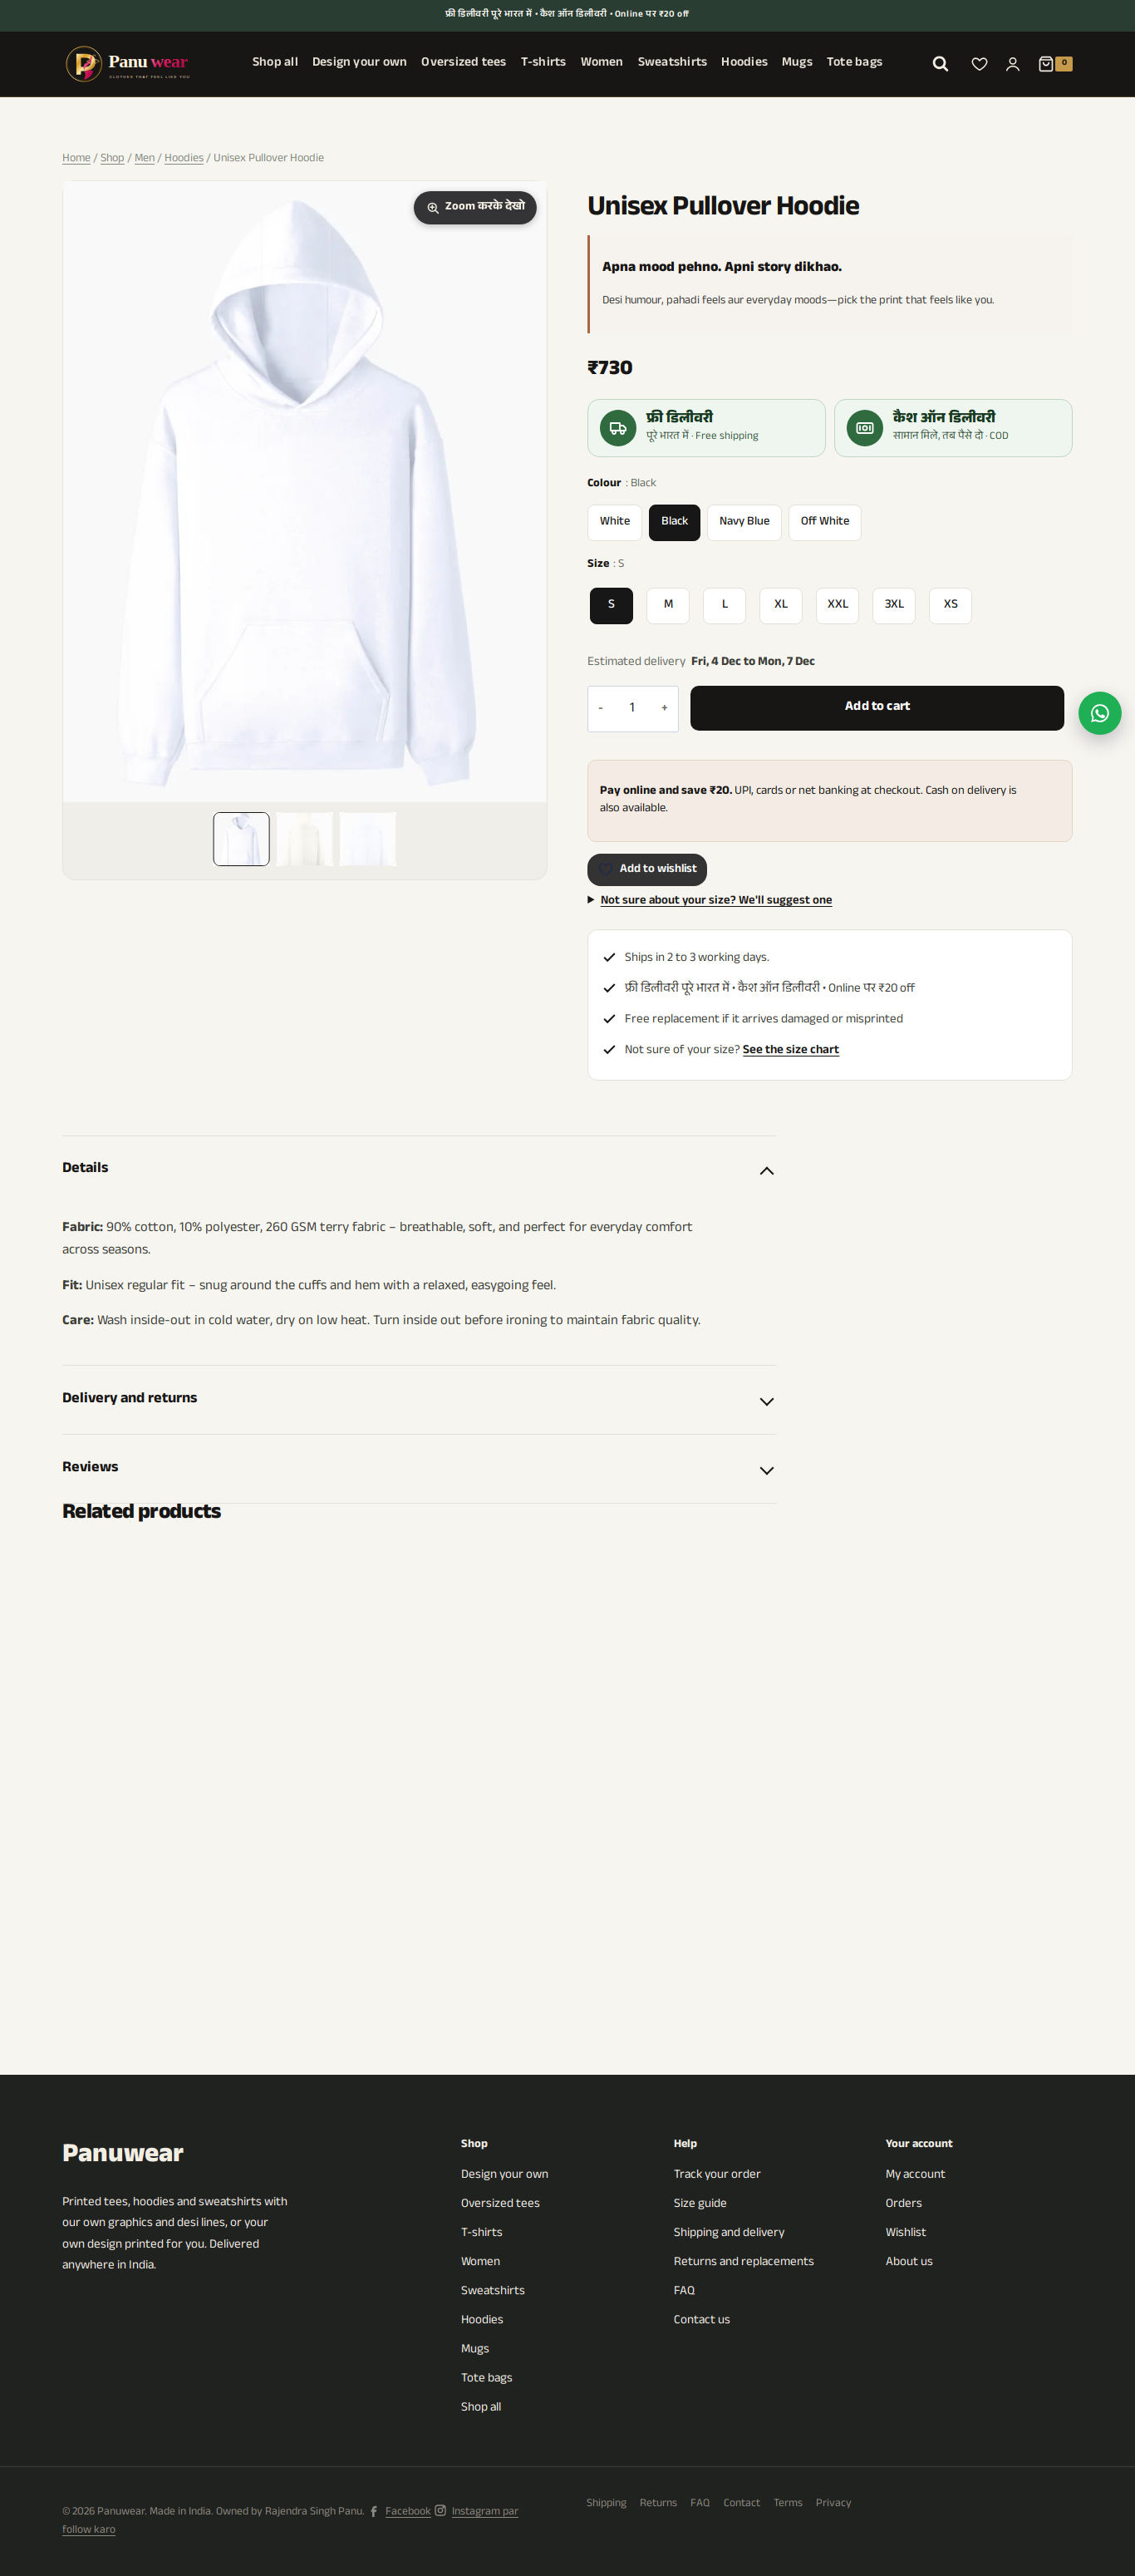 फ्री डिलीवरी पूरे भारत में • कैश ऑन डिलीवरी • Online पर ₹20 off
Panu wear
CLOTHES THAT FEEL LIKE YOU
Shop all Design your own Oversized tees T-shirts Women Sweatshirts Hoodies Mugs Tote bags
0
Home / Shop / Men / Hoodies / Unisex Pullover Hoodie
Zoom करके देखो
Unisex Pullover Hoodie
Apna mood pehno. Apni story dikhao.
Desi humour, pahadi feels aur everyday moods—pick the print that feels like you.
₹730
फ्री डिलीवरी
पूरे भारत में · Free shipping
कैश ऑन डिलीवरी
सामान मिले, तब पैसे दो · COD
Colour : Black
White Black Navy Blue Off White
Size : S
S M L XL XXL 3XL XS
Estimated delivery Fri, 4 Dec to Mon, 7 Dec
- 1 + Add to cart
Pay online and save ₹20. UPI, cards or net banking at checkout. Cash on delivery is
also available.
Add to wishlist
Not sure about your size? We'll suggest one
Ships in 2 to 3 working days.
फ्री डिलीवरी पूरे भारत में • कैश ऑन डिलीवरी • Online पर ₹20 off
Free replacement if it arrives damaged or misprinted
Not sure of your size? See the size chart
Details
Fabric: 90% cotton, 10% polyester, 260 GSM terry fabric – breathable, soft, and perfect for everyday comfort
across seasons.
Fit: Unisex regular fit – snug around the cuffs and hem with a relaxed, easygoing feel.
Care: Wash inside-out in cold water, dry on low heat. Turn inside out before ironing to maintain fabric quality.
Delivery and returns
Reviews
Related products
Panuwear
Printed tees, hoodies and sweatshirts with
our own graphics and desi lines, or your
own design printed for you. Delivered
anywhere in India.
Shop
Design your own
Oversized tees
T-shirts
Women
Sweatshirts
Hoodies
Mugs
Tote bags
Shop all
Help
Track your order
Size guide
Shipping and delivery
Returns and replacements
FAQ
Contact us
Your account
My account
Orders
Wishlist
About us
© 2026 Panuwear. Made in India. Owned by Rajendra Singh Panu. Facebook Instagram par
follow karo
Shipping Returns FAQ Contact Terms Privacy